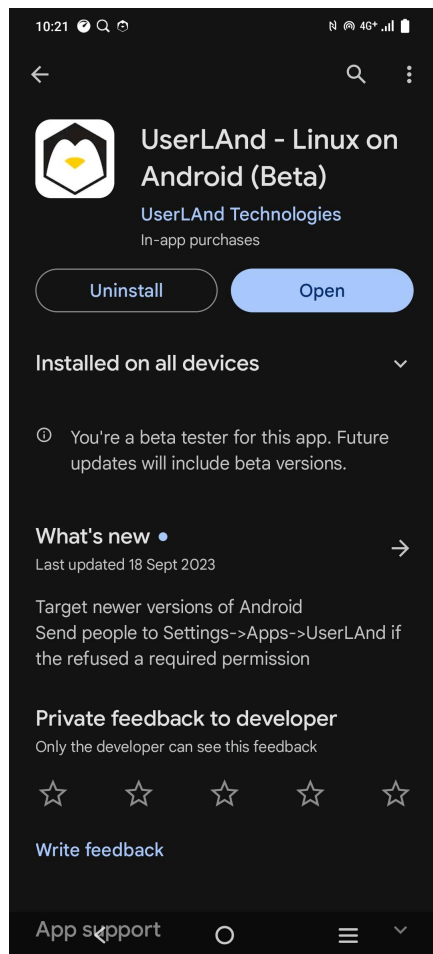 10:21 4G+
UserLAnd - Linux on
Android (Beta)
UserLAnd Technologies
In-app purchases
Uninstall Open
Installed on all devices
You're a beta tester for this app. Future
updates will include beta versions.
What's new
Last updated 18 Sept 2023
Target newer versions of Android
Send people to Settings->Apps->UserLAnd if
the refused a required permission
Private feedback to developer
Only the developer can see this feedback
Write feedback
App support